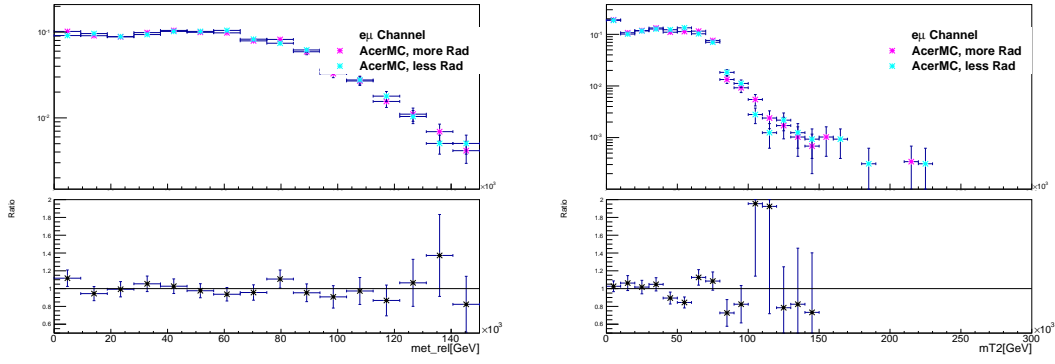 10⁻¹
10⁻²
eμ Channel
AcerMC, more Rad
AcerMC, less Rad
×10³
Ratio
2
1.8
1.6
1.4
1.2
1
0.8
0.6
0 20 40 60 80 100 120 140
×10³
met_rel[GeV]
10⁻¹
10⁻²
10⁻³
eμ Channel
AcerMC, more Rad
AcerMC, less Rad
×10³
Ratio
2
1.8
1.6
1.4
1.2
1
0.8
0.6
0 50 100 150 200 250 300
×10³
mT2[GeV]